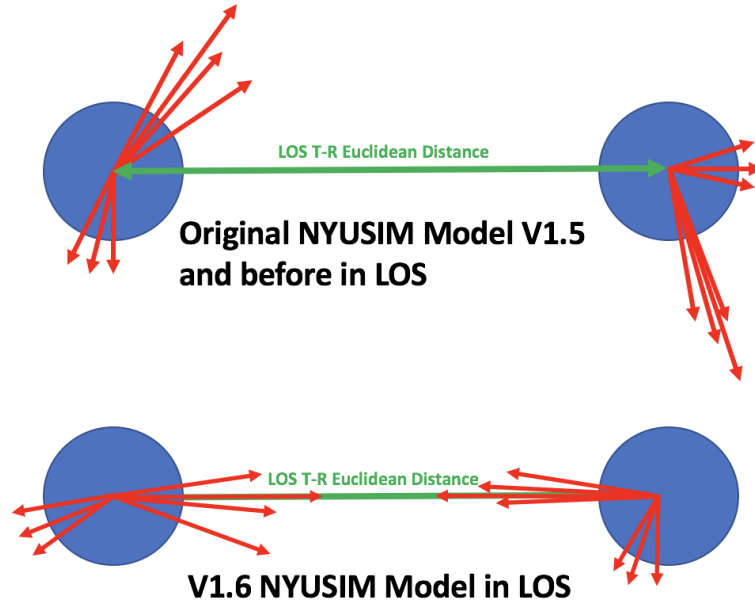 LOS T-R Euclidean Distance
Original NYUSIM Model V1.5
and before in LOS
LOS T-R Euclidean Distance
V1.6 NYUSIM Model in LOS